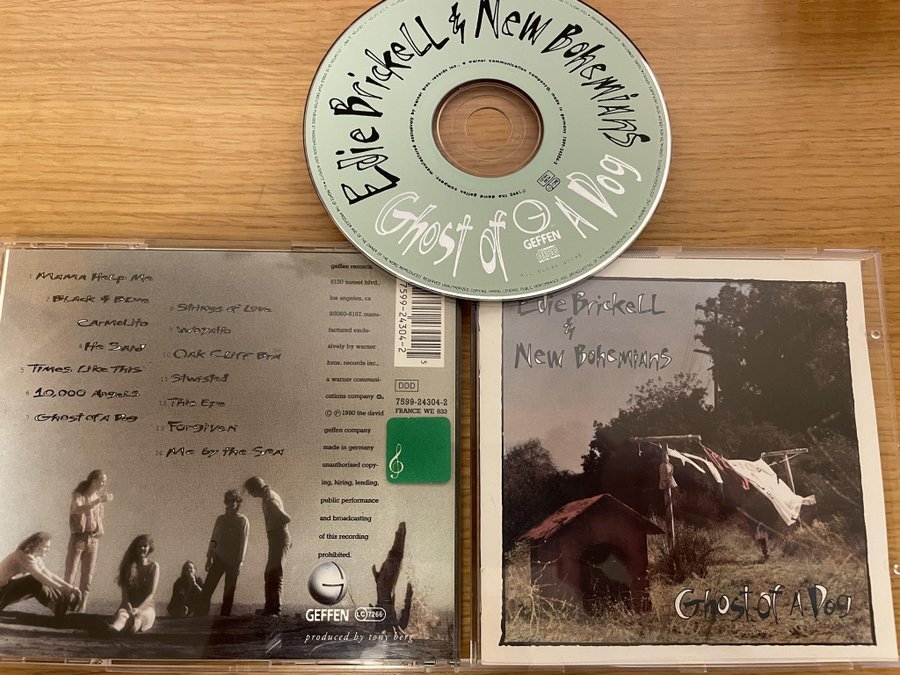 Edie Brickell & New Bohemians
Ghost of A Dog
GEFFEN
1 Mama Help Me
2 Black & Blue
Carmelito
4 He Said
5 Times Like This
6 10,000 Angels
7 Ghost of A Dog
Strings of Love
9 Woyaho
10 Oak Cliff Bra
11 Stwisted
12 This Eye
13 Forgiven
14 Me by the Sea
geffen records,
9130 sunset blvd.,
los angeles, ca
90069-6197. manu-
factured exclu-
sively by warner
bros. records inc.,
a warner communi-
cations company
© ℗ 1990 the david
geffen company
made in germany
unauthorized copy-
ing, hiring, lending,
public performance
and broadcasting
of this recording
prohibited.
7599-24304-2
5
DDD
7599-24304-2
FRANCE WE 833
G
GEFFEN
LC 7266
produced by tony berg
Edie Brickell
&
New Bohemians
Ghost of A Dog